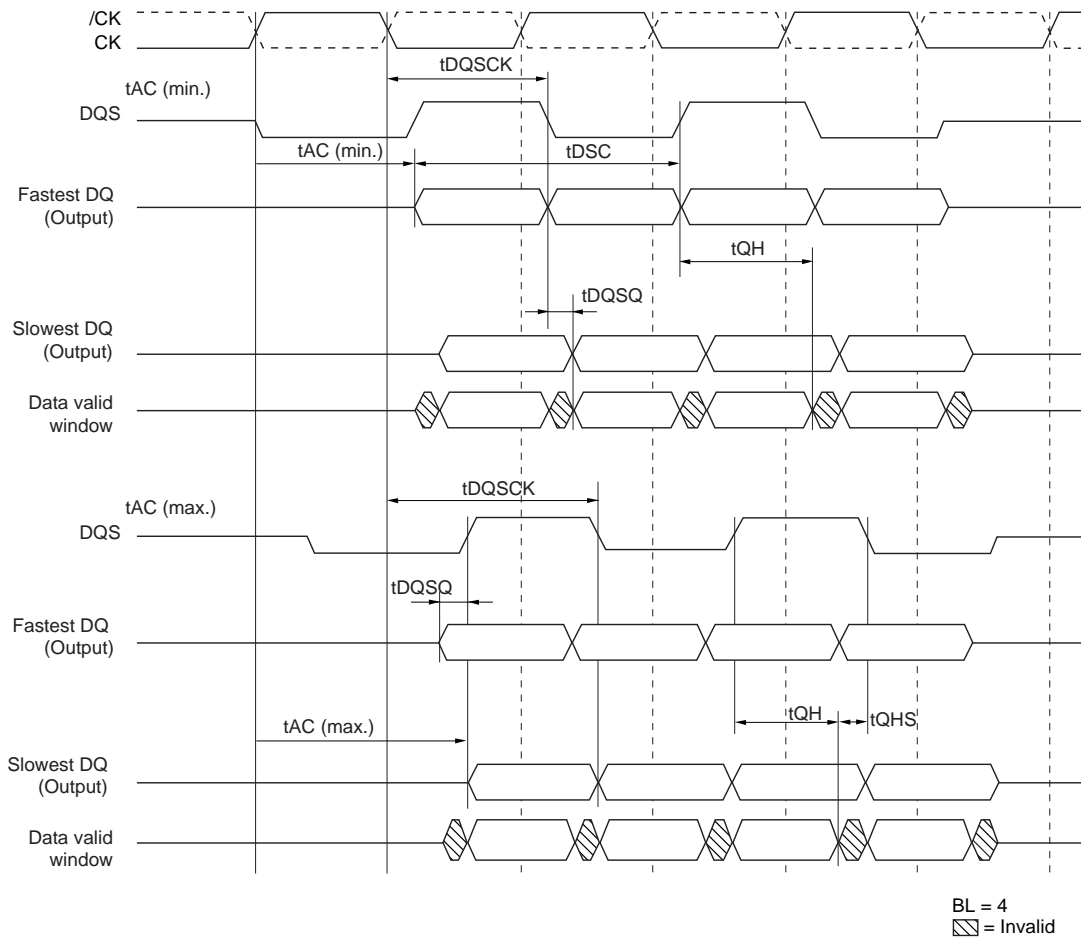 /CK
CK
tDQSCK
tAC (min.)
DQS
tAC (min.)
tDSC
Fastest DQ
(Output)
tQH
tDQSQ
Slowest DQ
(Output)
Data valid
window
tDQSCK
tAC (max.)
DQS
tDQSQ
Fastest DQ
(Output)
tQH
tQHS
tAC (max.)
Slowest DQ
(Output)
Data valid
window
BL = 4
= Invalid